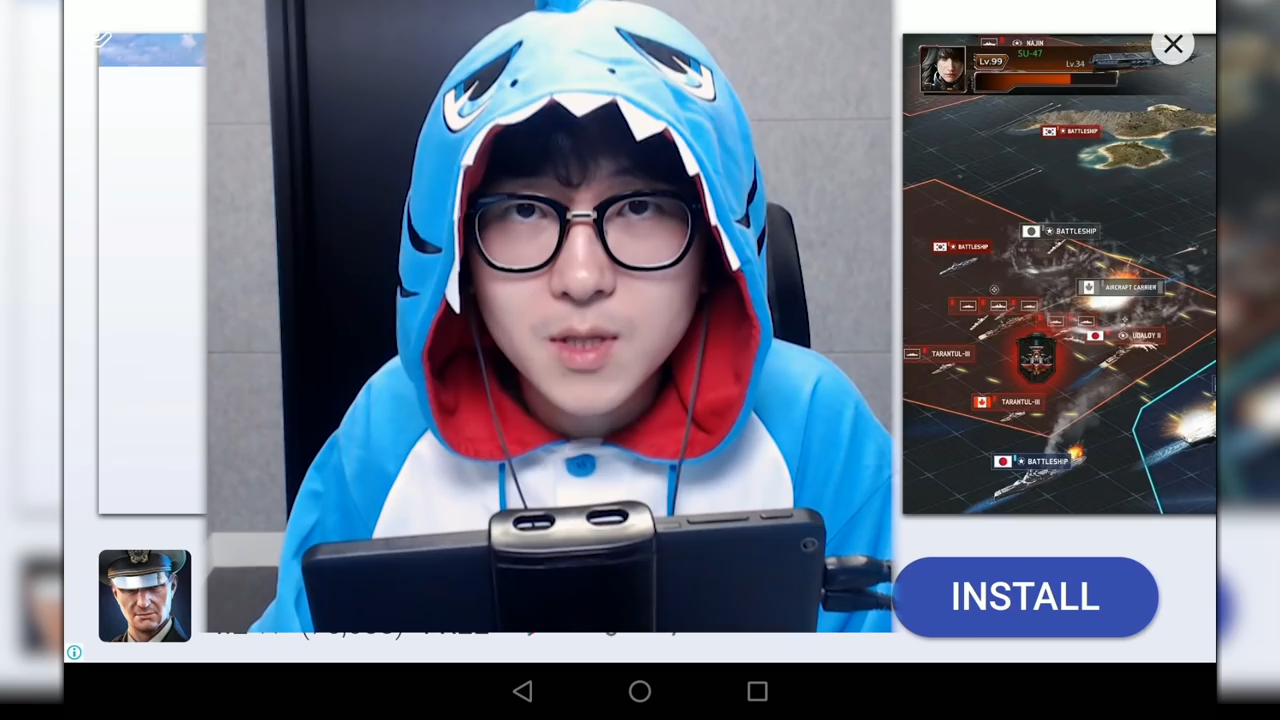 NAJIN
SU-47
Lv.99
Lv.34
BATTLESHIP
BATTLESHIP
BATTLESHIP
AIRCRAFT CARRIER
UDALOY II
TARANTUL-III
TARANTUL-III
BATTLESHIP
INSTALL